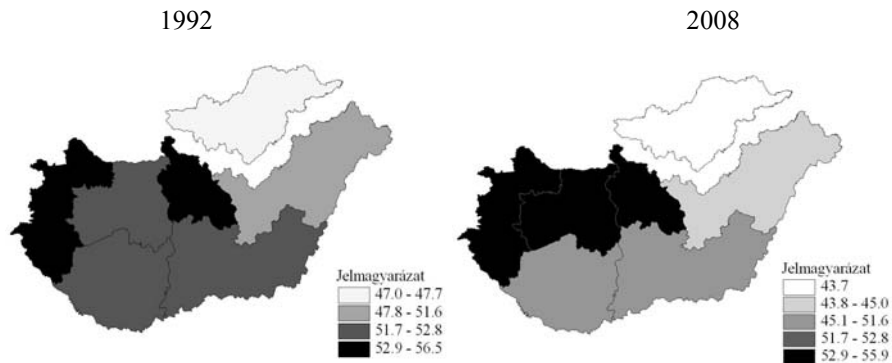 1992
2008
Jelmagyarázat
47.0 - 47.7
47.8 - 51.6
51.7 - 52.8
52.9 - 56.5
Jelmagyarázat
43.7
43.8 - 45.0
45.1 - 51.6
51.7 - 52.8
52.9 - 55.9